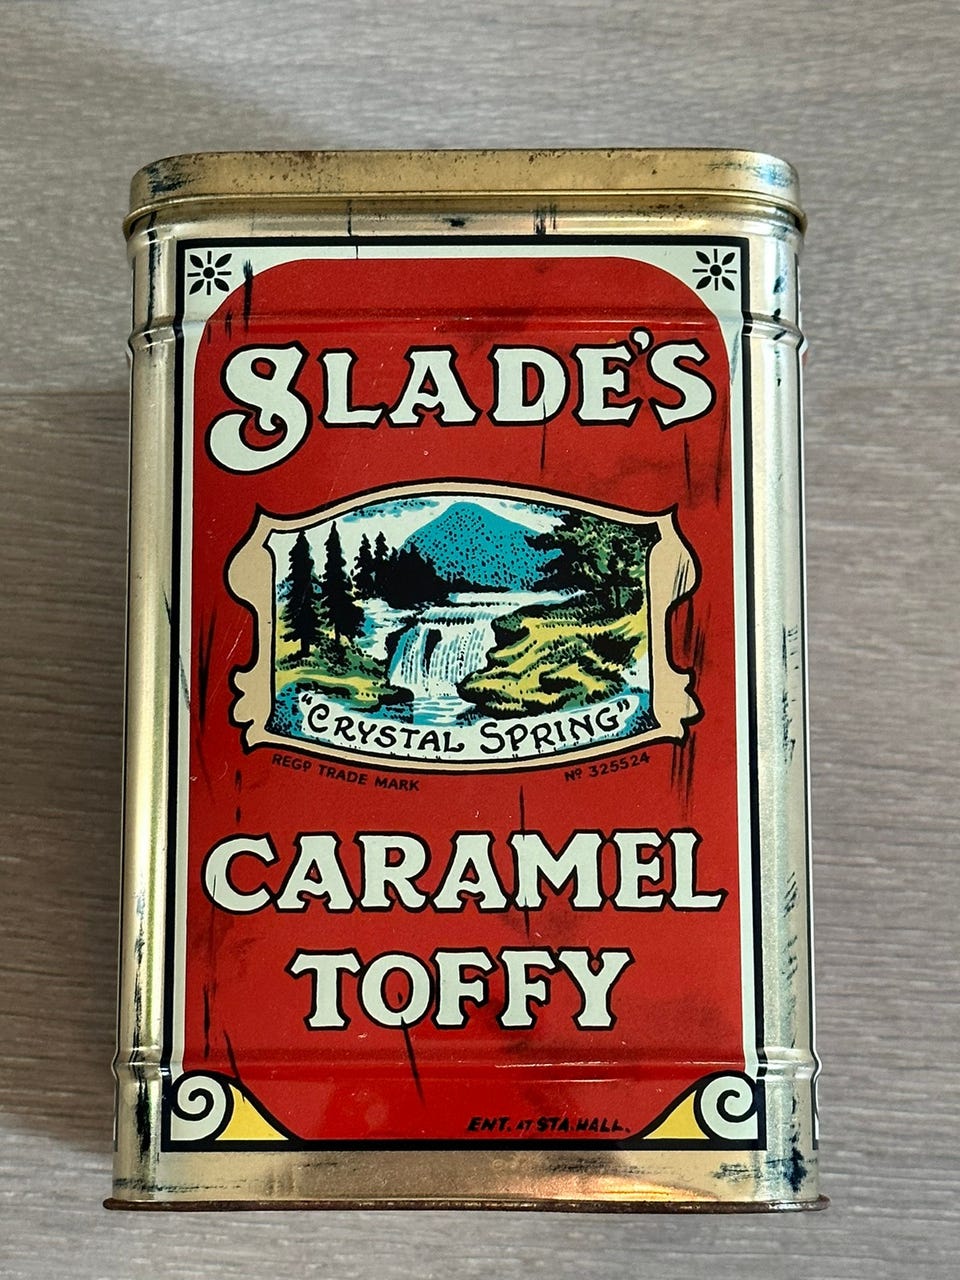 SLADE'S
"CRYSTAL SPRING"
REGD TRADE MARK Nº 325524
CARAMEL
TOFFY
ENT. AT STA. HALL.